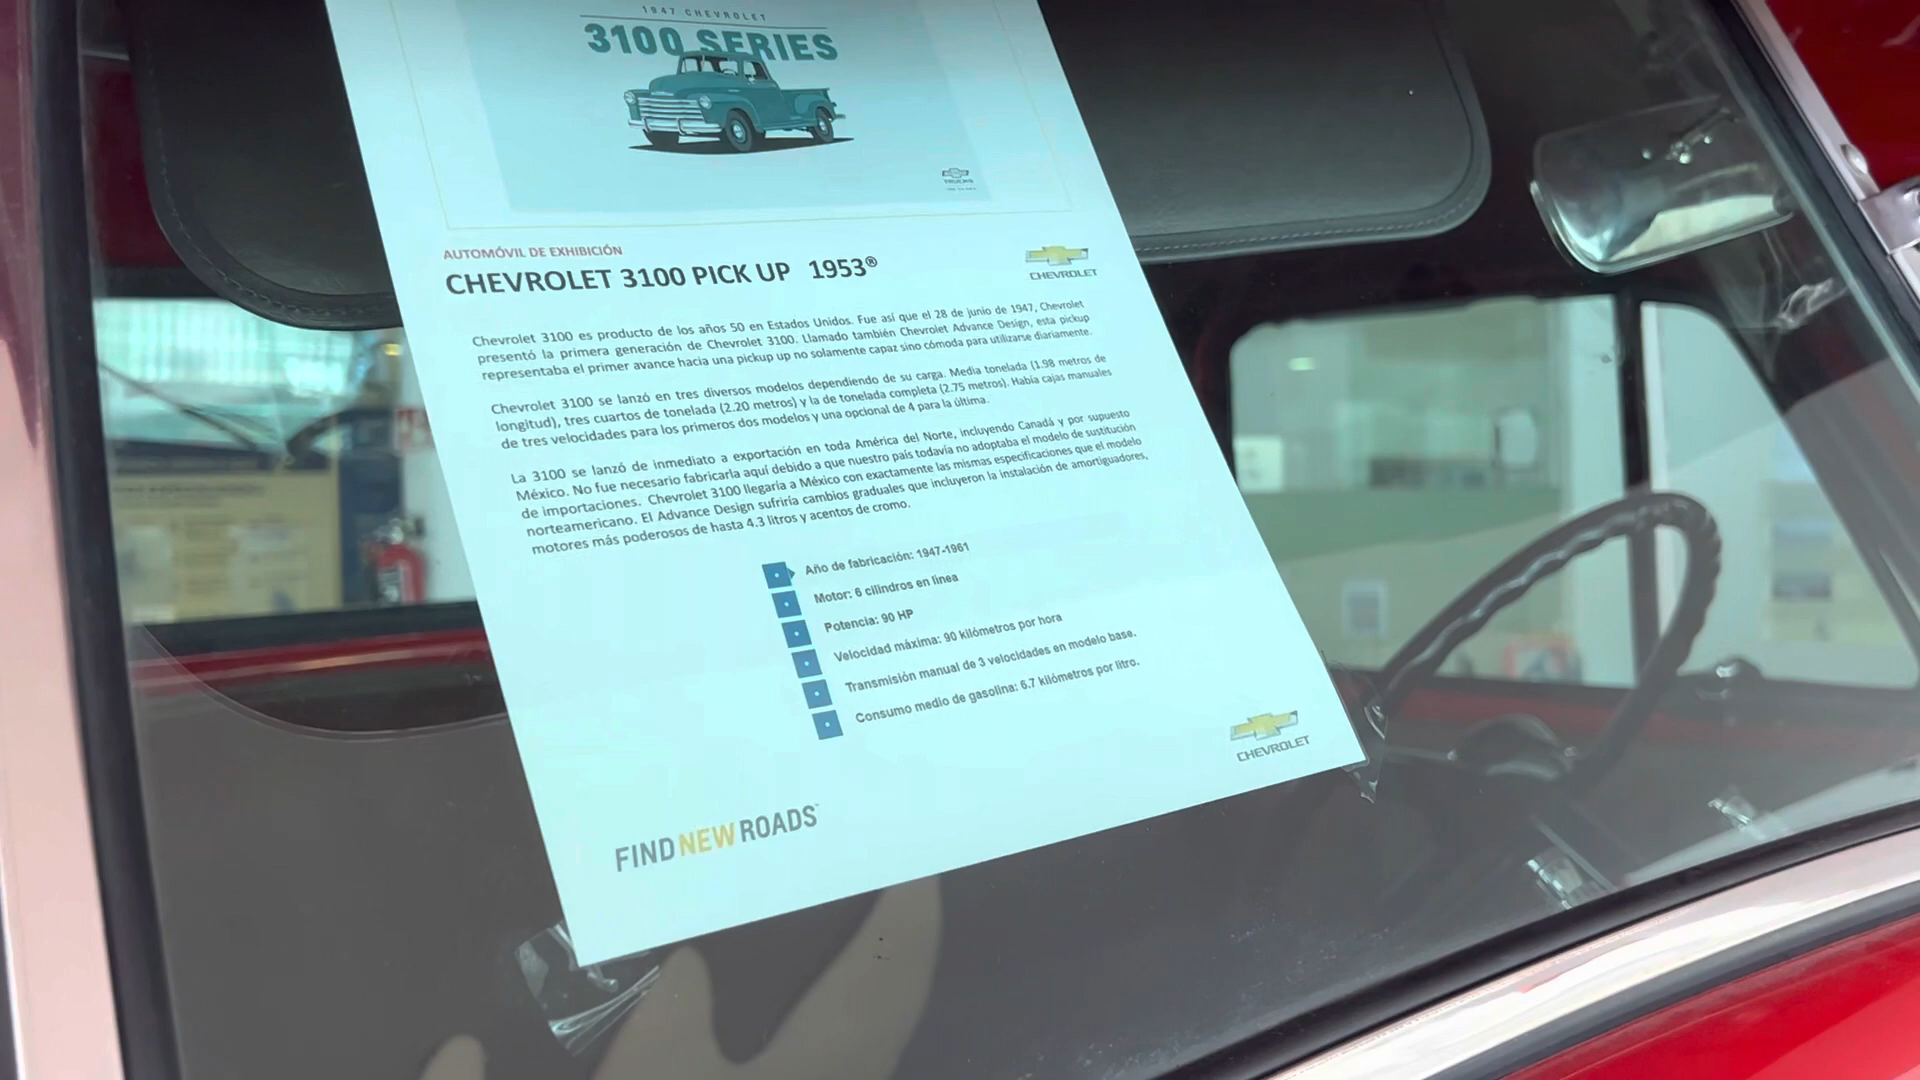 1947 CHEVROLET
3100 SERIES
AUTOMÓVIL DE EXHIBICIÓN
CHEVROLET 3100 PICK UP 1953®
CHEVROLET
Chevrolet 3100 es producto de los años 50 en Estados Unidos. Fue así que el 28 de junio de 1947, Chevrolet
presentó la primera generación de Chevrolet 3100. Llamado también Chevrolet Advance Design, esta pickup
representaba el primer avance hacia una pickup up no solamente capaz sino cómoda para utilizarse diariamente.
Chevrolet 3100 se lanzó en tres diversos modelos dependiendo de su carga. Media tonelada (1.98 metros de
longitud), tres cuartos de tonelada (2.20 metros) y la de tonelada completa (2.75 metros). Había cajas manuales
de tres velocidades para los primeros dos modelos y una opcional de 4 para la última.
La 3100 se lanzó de inmediato a exportación en toda América del Norte, incluyendo Canadá y por supuesto
México. No fue necesario fabricarla aquí debido a que nuestro país todavía no adoptaba el modelo de sustitución
de importaciones. Chevrolet 3100 llegaría a México con exactamente las mismas especificaciones que el modelo
norteamericano. El Advance Design sufriría cambios graduales que incluyeron la instalación de amortiguadores,
motores más poderosos de hasta 4.3 litros y acentos de cromo.
Año de fabricación: 1947-1961
Motor: 6 cilindros en línea
Potencia: 90 HP
Velocidad máxima: 90 kilómetros por hora
Transmisión manual de 3 velocidades en modelo base.
Consumo medio de gasolina: 6.7 kilómetros por litro.
CHEVROLET
FIND NEW ROADS™